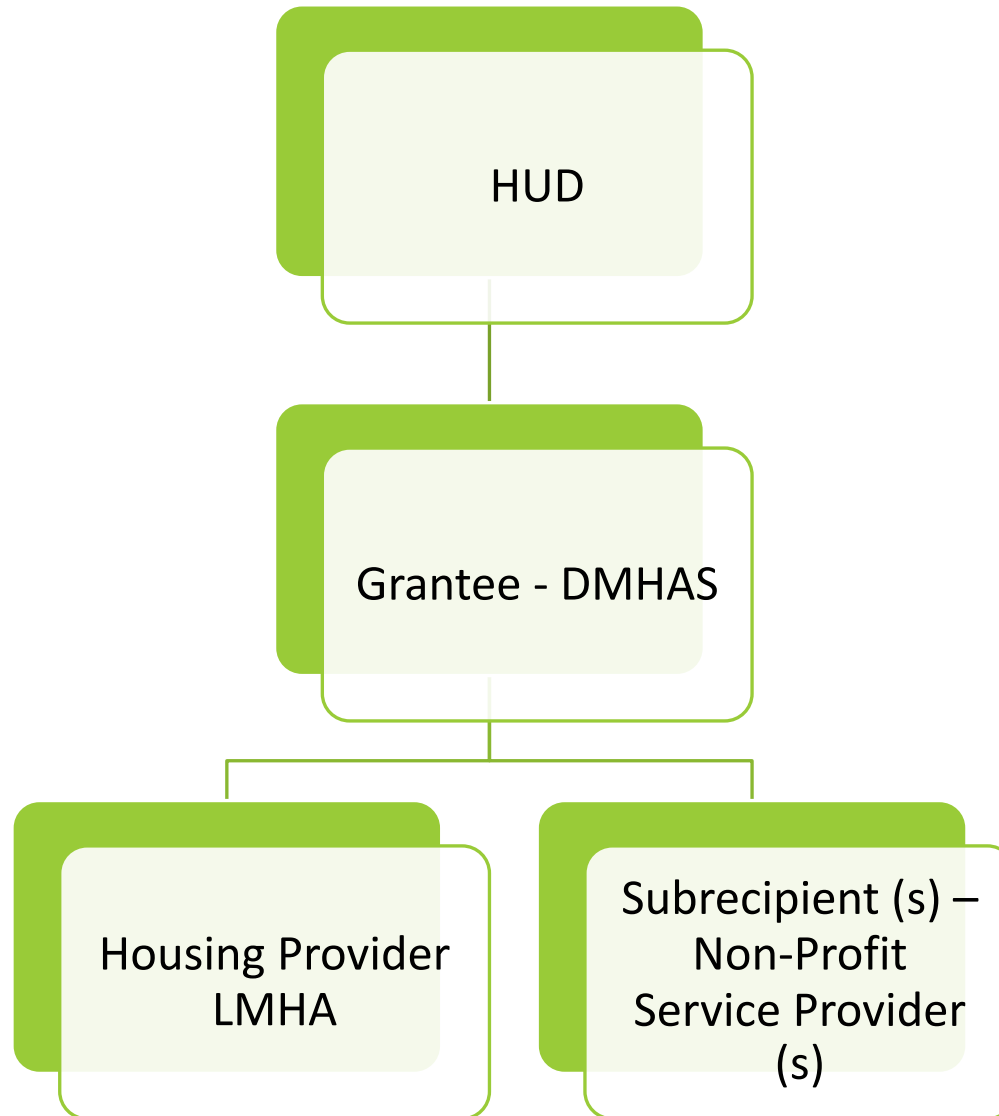 HUD
Grantee - DMHAS
Housing Provider
LMHA
Subrecipient (s) –
Non-Profit
Service Provider
(s)